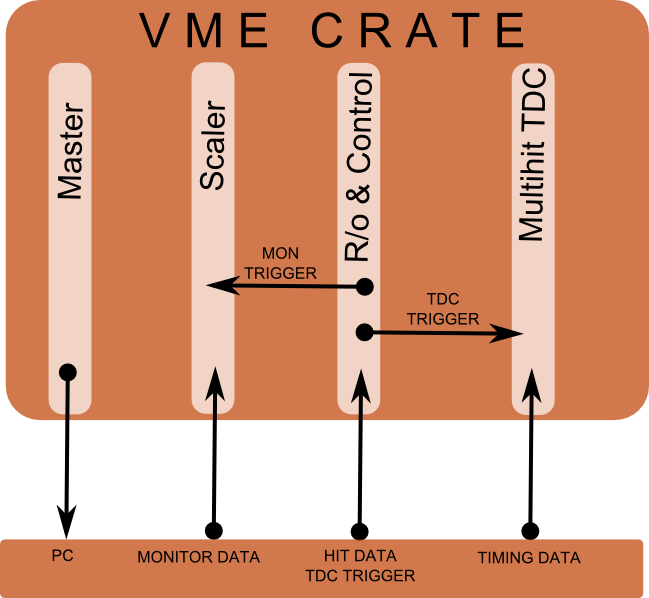 VME CRATE
Master
Scaler
R/o & Control
Multihit TDC
MON
TRIGGER
TDC
TRIGGER
PC
MONITOR DATA
HIT DATA
TDC TRIGGER
TIMING DATA